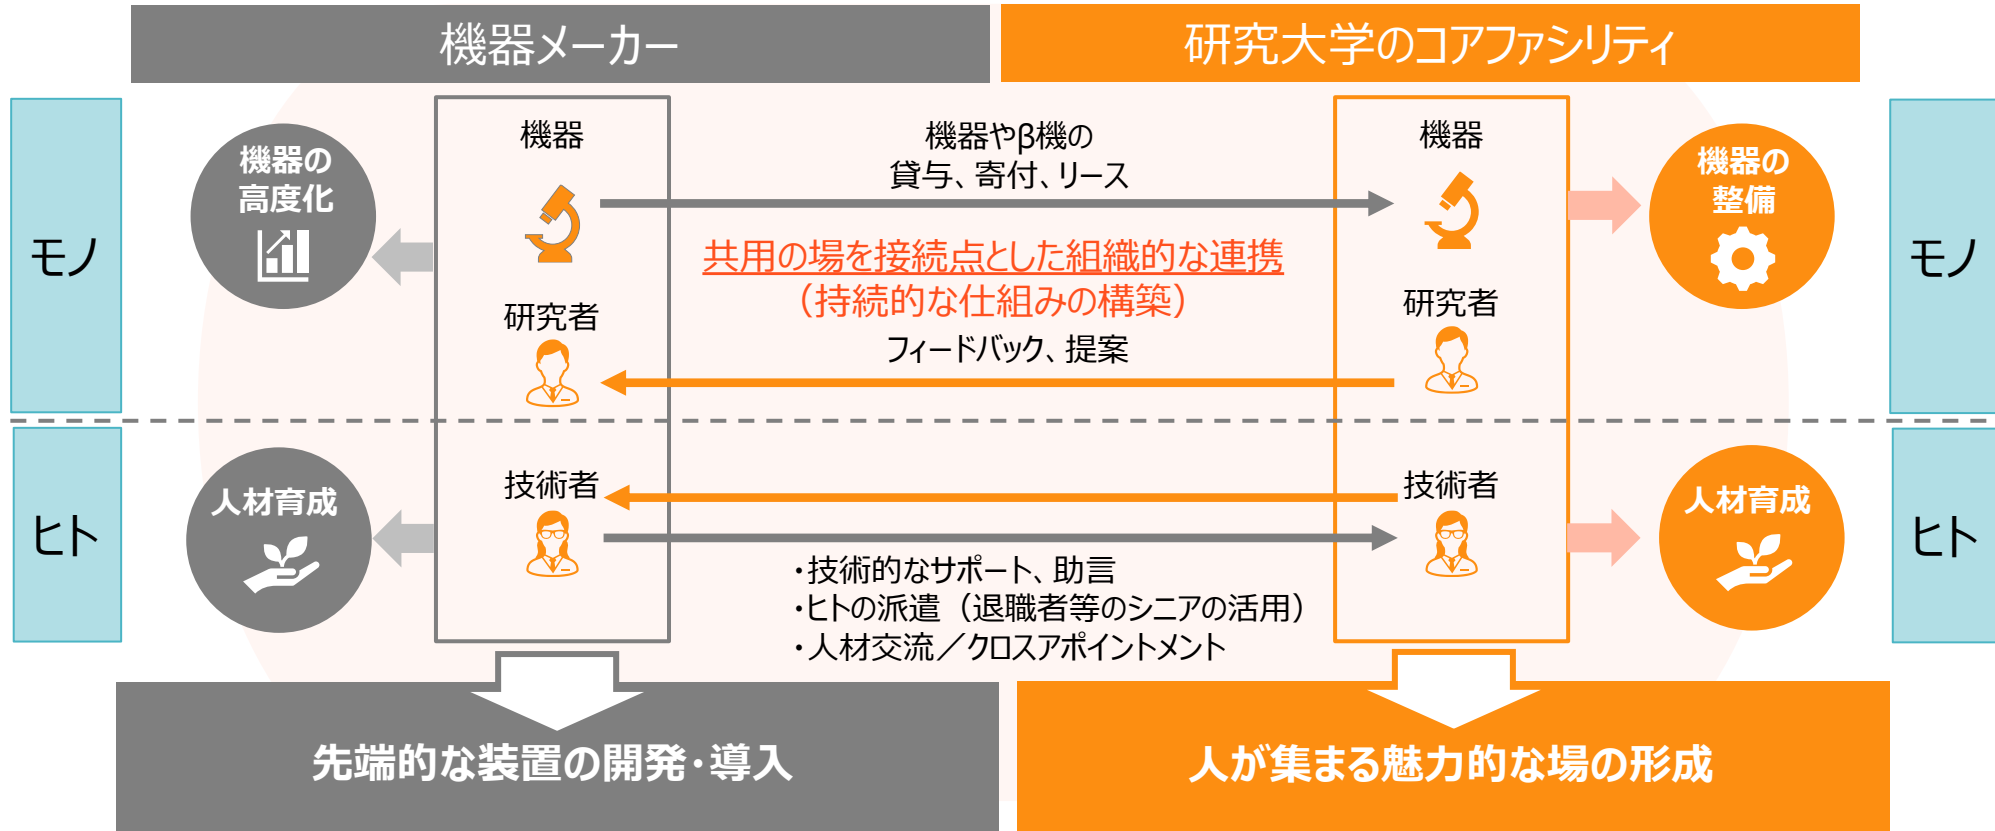 機器メーカー
研究大学のコアファシリティ
モノ
機器の
高度化
機器
機器やβ機の
貸与、寄付、リース
機器
機器の
整備
モノ
共用の場を接続点とした組織的な連携
（持続的な仕組みの構築）
研究者
フィードバック、提案
研究者
ヒト
人材育成
技術者
技術者
人材育成
ヒト
・技術的なサポート、助言
・ヒトの派遣（退職者等のシニアの活用）
・人材交流／クロスアポイントメント
先端的な装置の開発・導入
人が集まる魅力的な場の形成